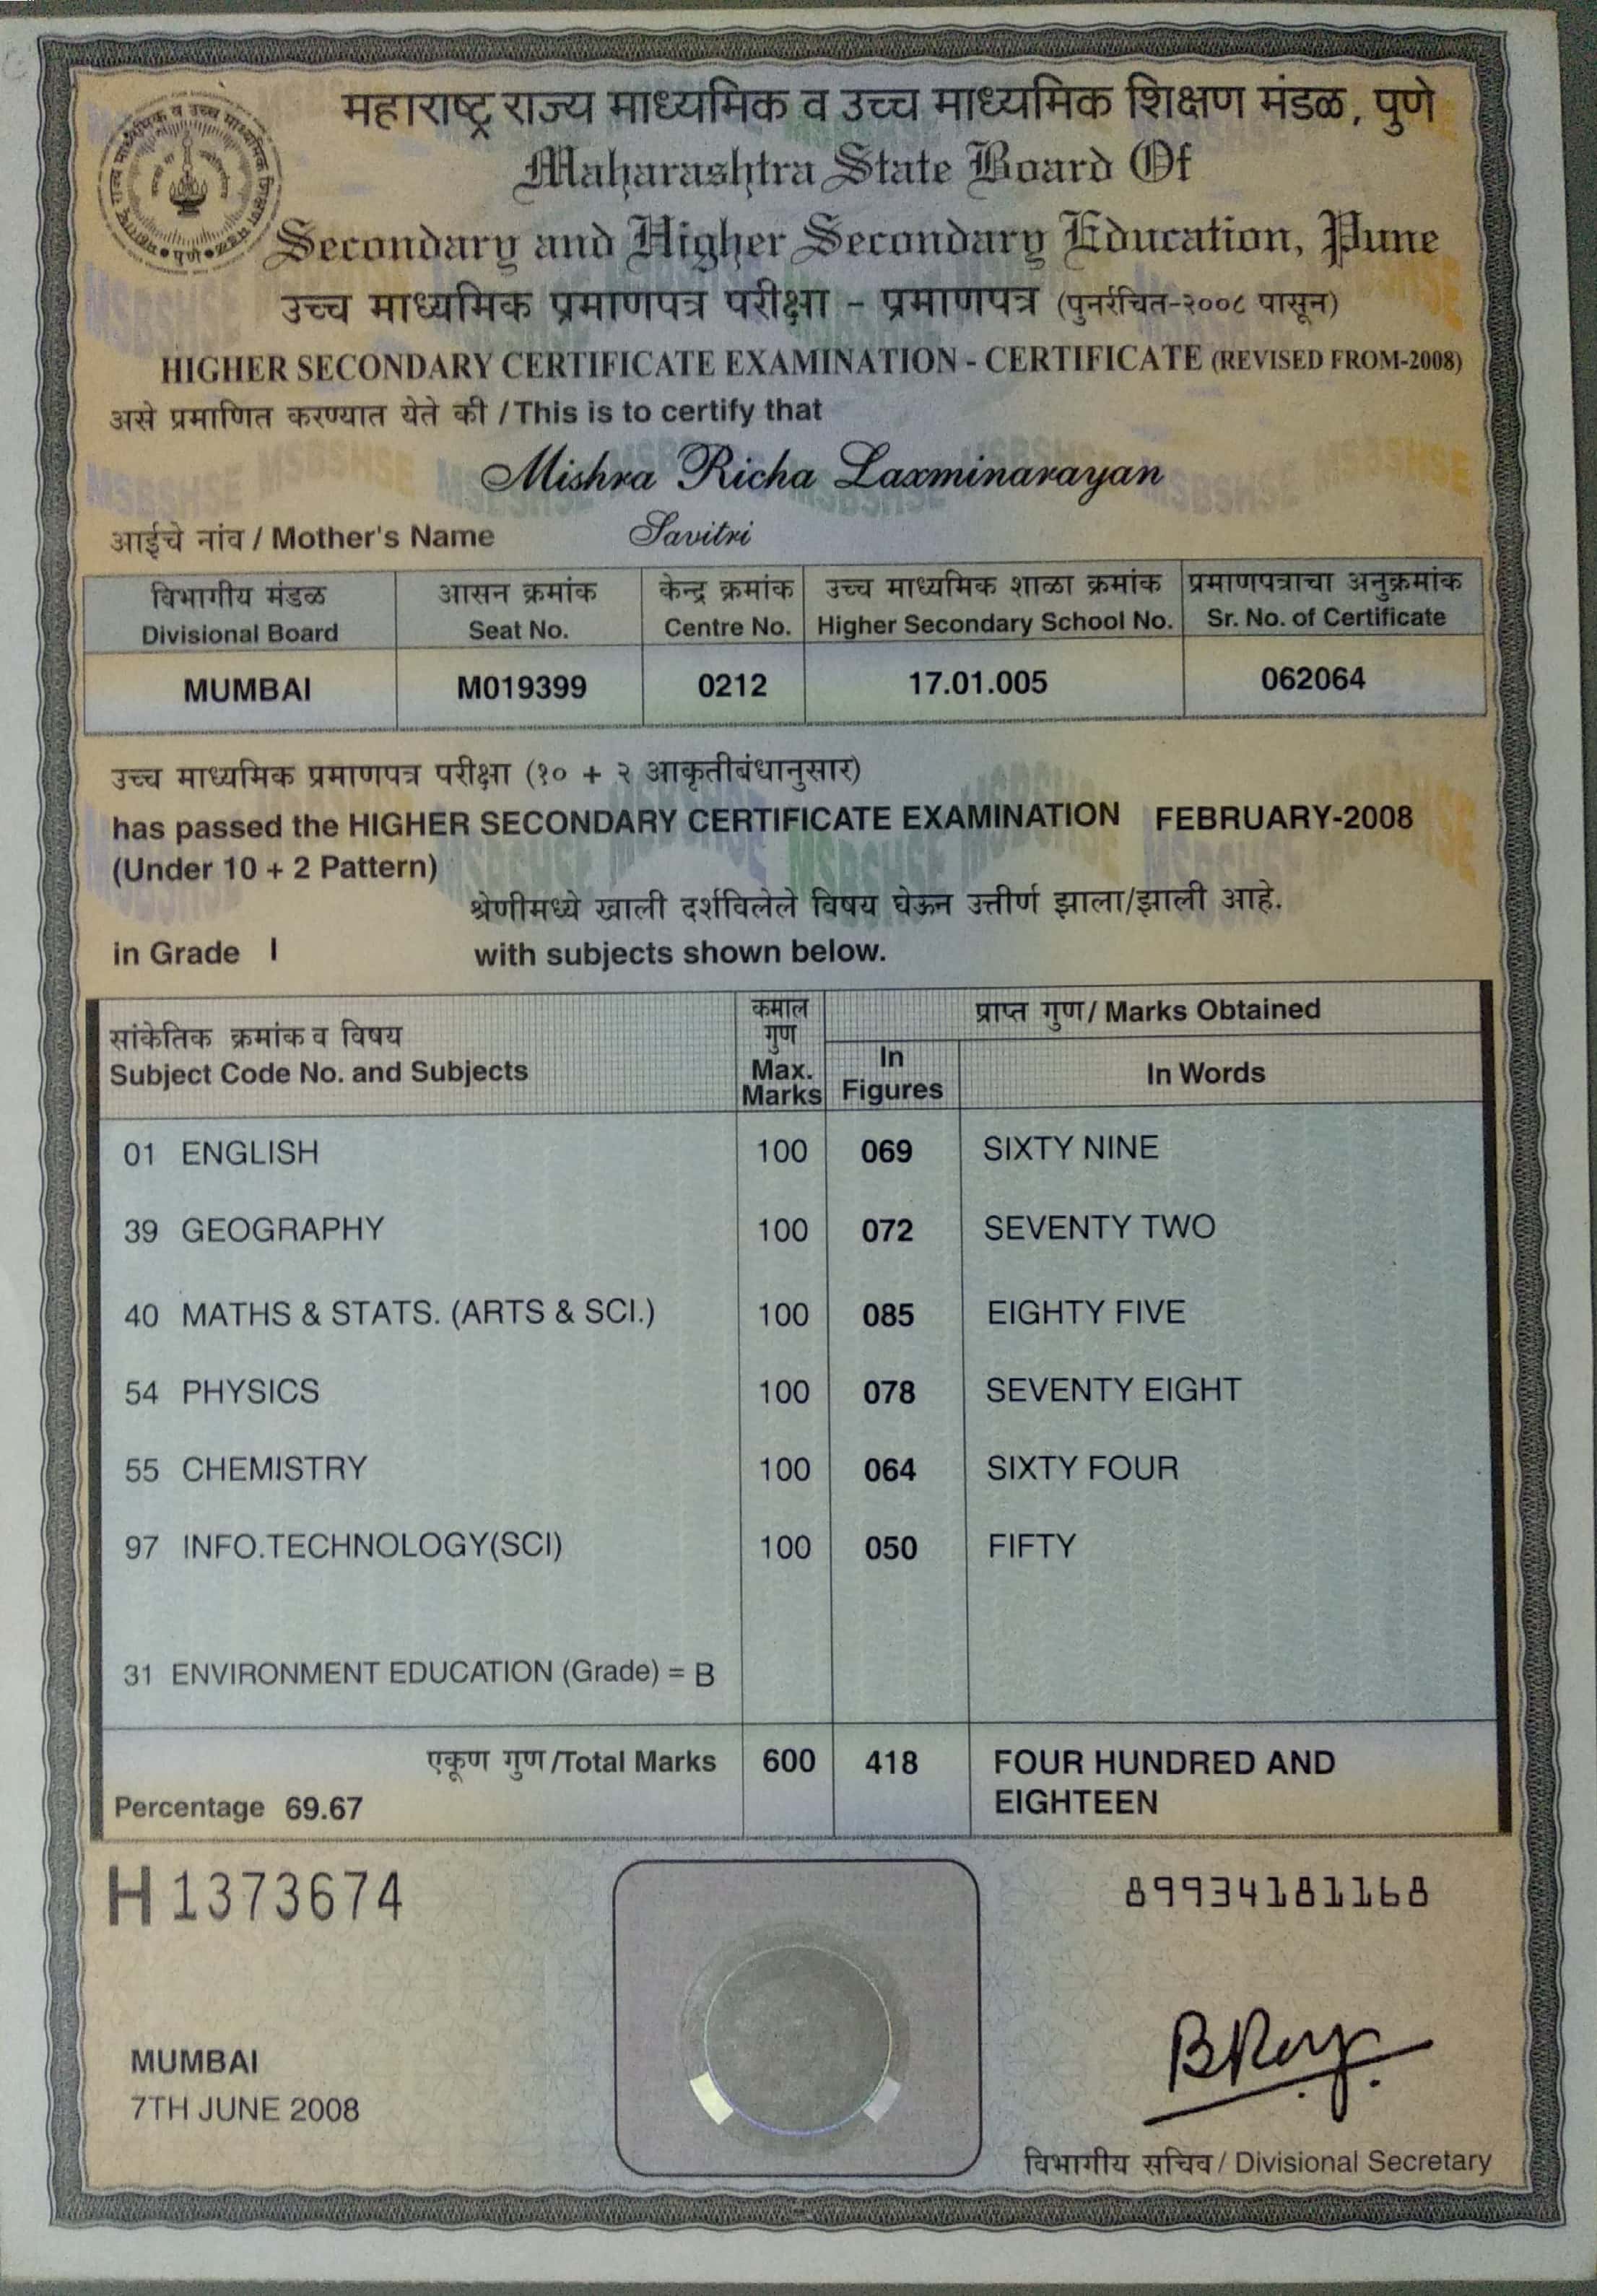 महाराष्ट्र राज्य माध्यमिक व उच्च माध्यमिक शिक्षण मंडळ, पुणे
Maharashtra State Board Of
Secondary and Higher Secondary Education, Pune
उच्च माध्यमिक प्रमाणपत्र परीक्षा - प्रमाणपत्र (पुनर्रचित-२००८ पासून)
HIGHER SECONDARY CERTIFICATE EXAMINATION - CERTIFICATE (REVISED FROM-2008)
असे प्रमाणित करण्यात येते की / This is to certify that
Mishra Richa Laxminarayan
आईचे नांव / Mother's Name Savitri
विभागीय मंडळ आसन क्रमांक केन्द्र क्रमांक उच्च माध्यमिक शाळा क्रमांक प्रमाणपत्राचा अनुक्रमांक
Divisional Board Seat No. Centre No. Higher Secondary School No. Sr. No. of Certificate
MUMBAI M019399 0212 17.01.005 062064
उच्च माध्यमिक प्रमाणपत्र परीक्षा (१० + २ आकृतीबंधानुसार)
has passed the HIGHER SECONDARY CERTIFICATE EXAMINATION FEBRUARY-2008
(Under 10 + 2 Pattern)
श्रेणीमध्ये खाली दर्शविलेले विषय घेऊन उत्तीर्ण झाला/झाली आहे.
in Grade I with subjects shown below.
सांकेतिक क्रमांक व विषय
Subject Code No. and Subjects
कमाल
गुण
Max.
Marks
प्राप्त गुण/ Marks Obtained
In
Figures
In Words
01 ENGLISH 100 069 SIXTY NINE
39 GEOGRAPHY 100 072 SEVENTY TWO
40 MATHS & STATS. (ARTS & SCI.) 100 085 EIGHTY FIVE
54 PHYSICS 100 078 SEVENTY EIGHT
55 CHEMISTRY 100 064 SIXTY FOUR
97 INFO.TECHNOLOGY(SCI) 100 050 FIFTY
31 ENVIRONMENT EDUCATION (Grade) = B
एकूण गुण /Total Marks 600 418 FOUR HUNDRED AND
Percentage 69.67 EIGHTEEN
H 1373674 89934181168
MUMBAI
7TH JUNE 2008
विभागीय सचिव / Divisional Secretary